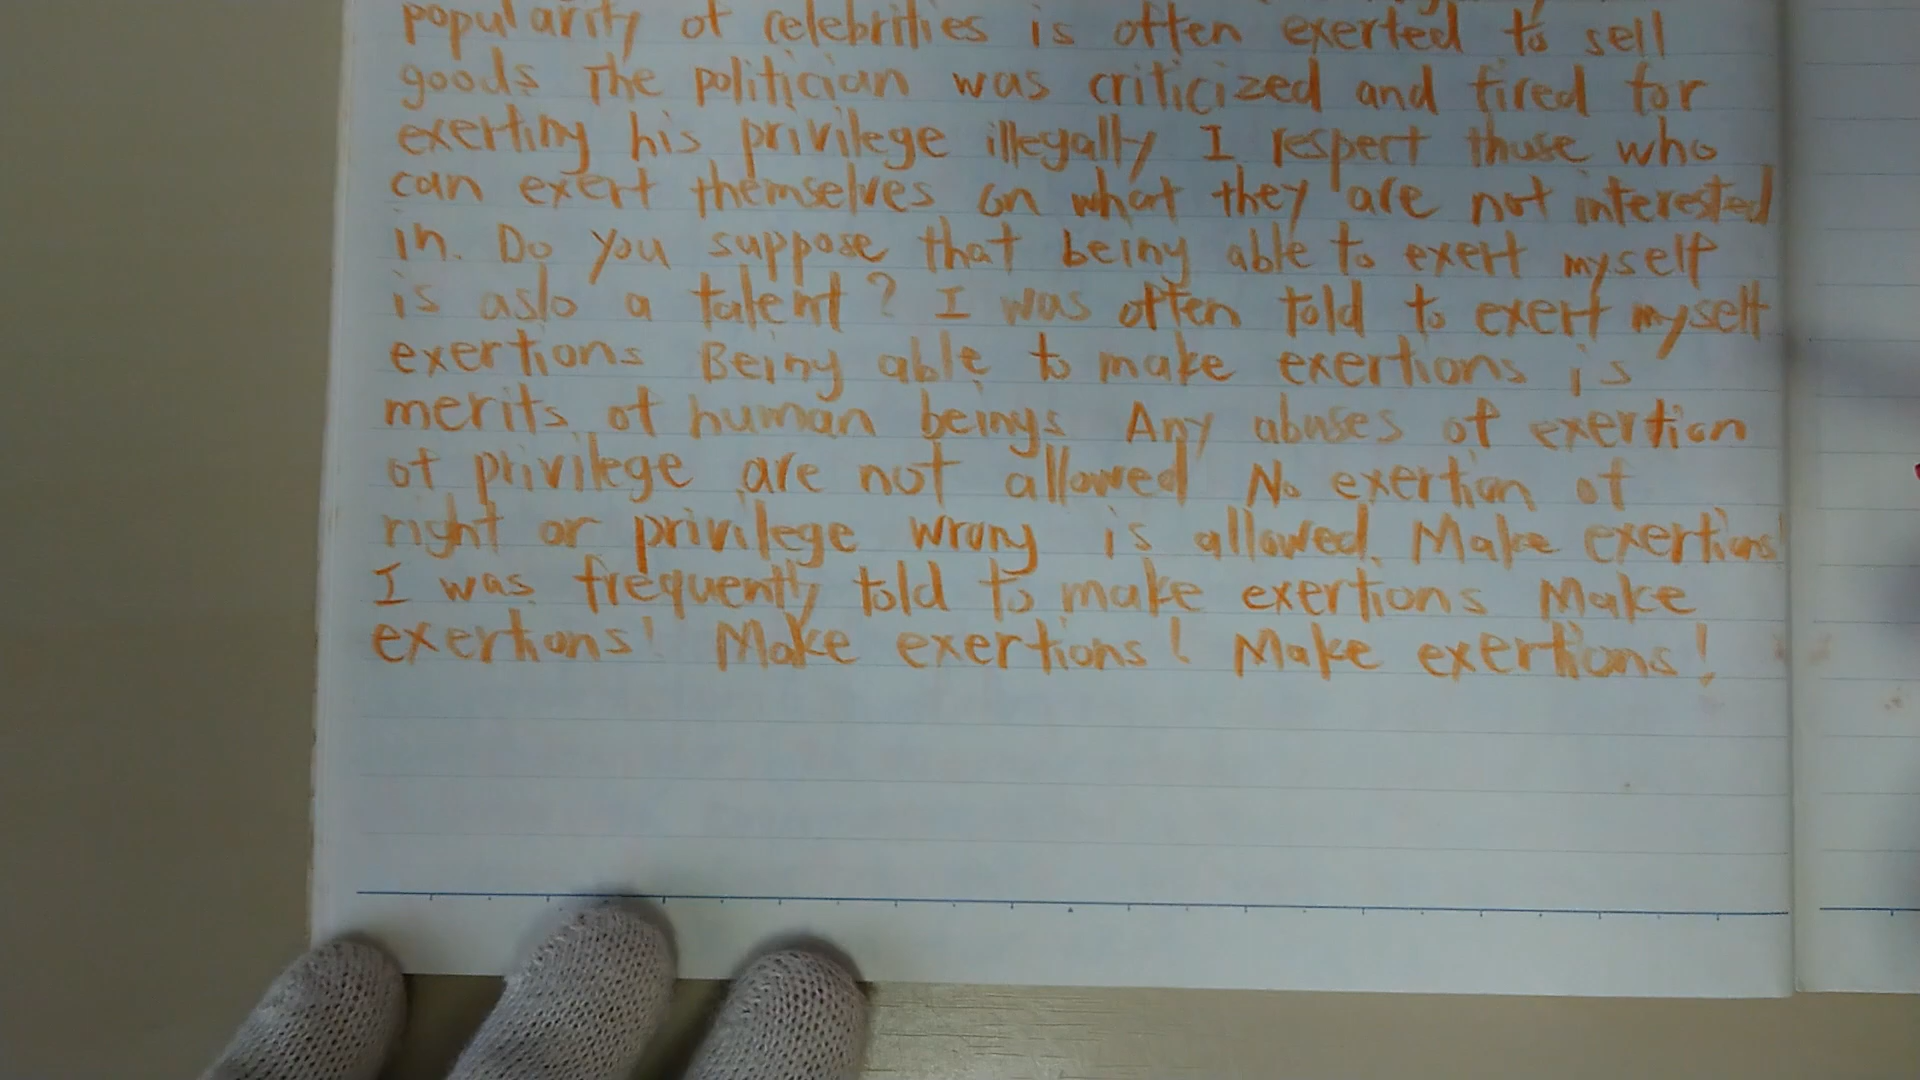 popularity of celebrities is often exerted to sell
goods The politician was criticized and fired for
exerting his privilege illegally I respect those who
can exert themselves on what they are not interested
in. Do you suppose that being able to exert myself
is aslo a talent? I was often told to exert myself
exertions Being able to make exertions is
merits of human beings Any abuses of exertion
of privilege are not allowed No exertion of
right or privilege wrong is allowed. Make exertions
I was frequently told to make exertions Make
exertions! Make exertions! Make exertions!